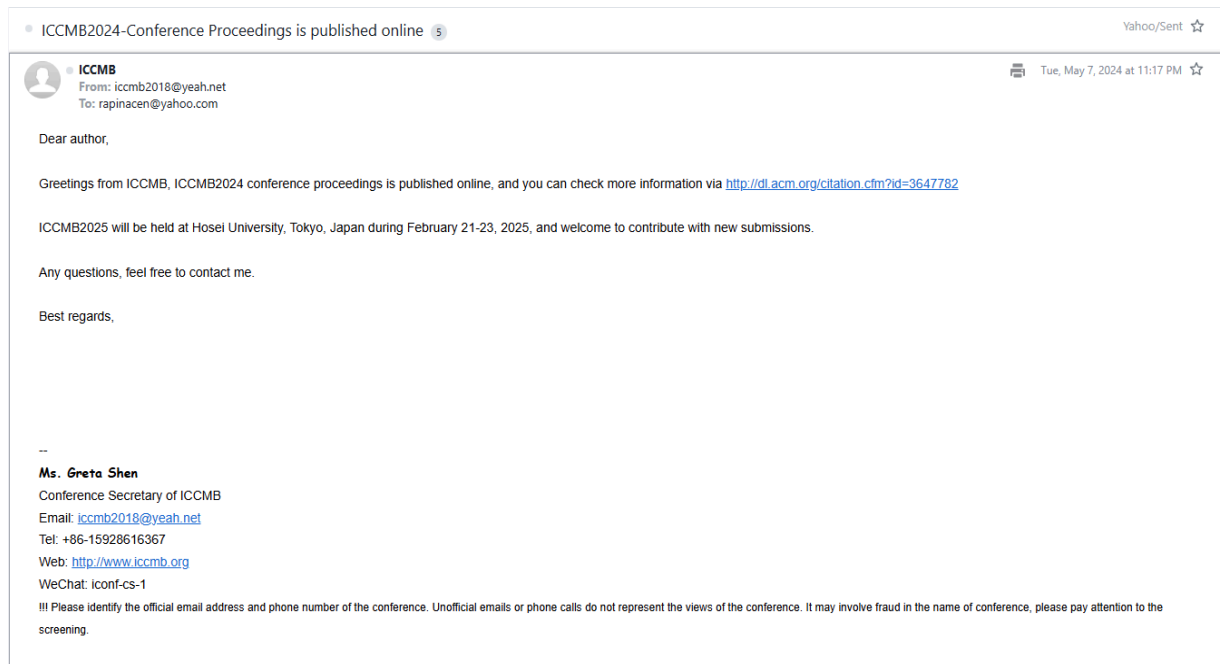 ICCMB2024-Conference Proceedings is published online 5
Yahoo/Sent
ICCMB
From: iccmb2018@yeah.net
To: rapinacen@yahoo.com
Tue, May 7, 2024 at 11:17 PM
Dear author,
Greetings from ICCMB, ICCMB2024 conference proceedings is published online, and you can check more information via http://dl.acm.org/citation.cfm?id=3647782
ICCMB2025 will be held at Hosei University, Tokyo, Japan during February 21-23, 2025, and welcome to contribute with new submissions.
Any questions, feel free to contact me.
Best regards,
--
Ms. Greta Shen
Conference Secretary of ICCMB
Email: iccmb2018@yeah.net
Tel: +86-15928616367
Web: http://www.iccmb.org
WeChat: iconf-cs-1
!!! Please identify the official email address and phone number of the conference. Unofficial emails or phone calls do not represent the views of the conference. It may involve fraud in the name of conference, please pay attention to the
screening.